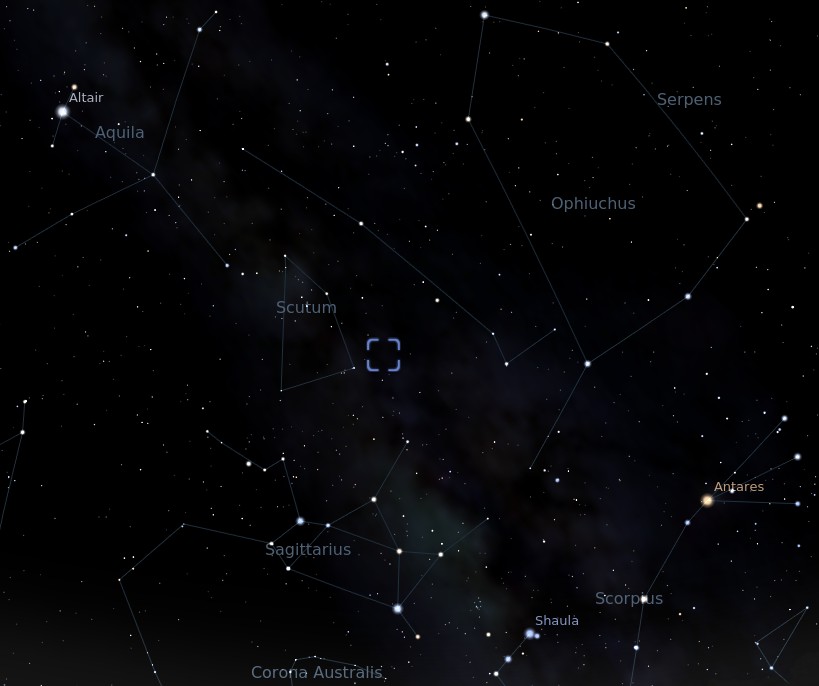 Altair
Serpens
Aquila
Ophiuchus
Scutum
Antares
Sagittarius
Scorpius
Shaula
Corona Australis